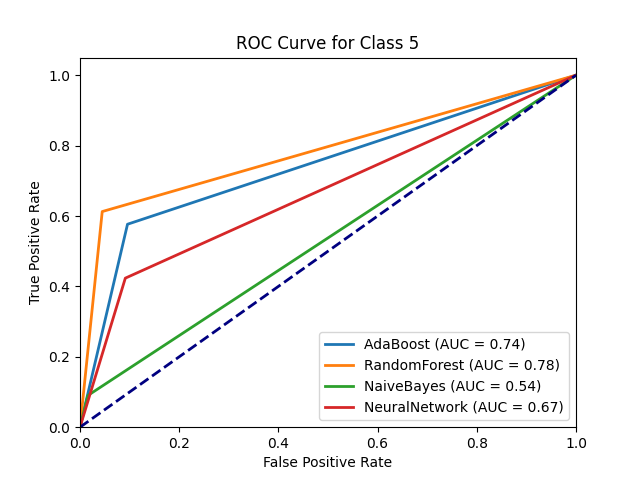 ROC Curve for Class 5
True Positive Rate
1.0
0.8
0.6
0.4
0.2
0.0
AdaBoost (AUC = 0.74)
RandomForest (AUC = 0.78)
NaiveBayes (AUC = 0.54)
NeuralNetwork (AUC = 0.67)
0.0 0.2 0.4 0.6 0.8 1.0
False Positive Rate